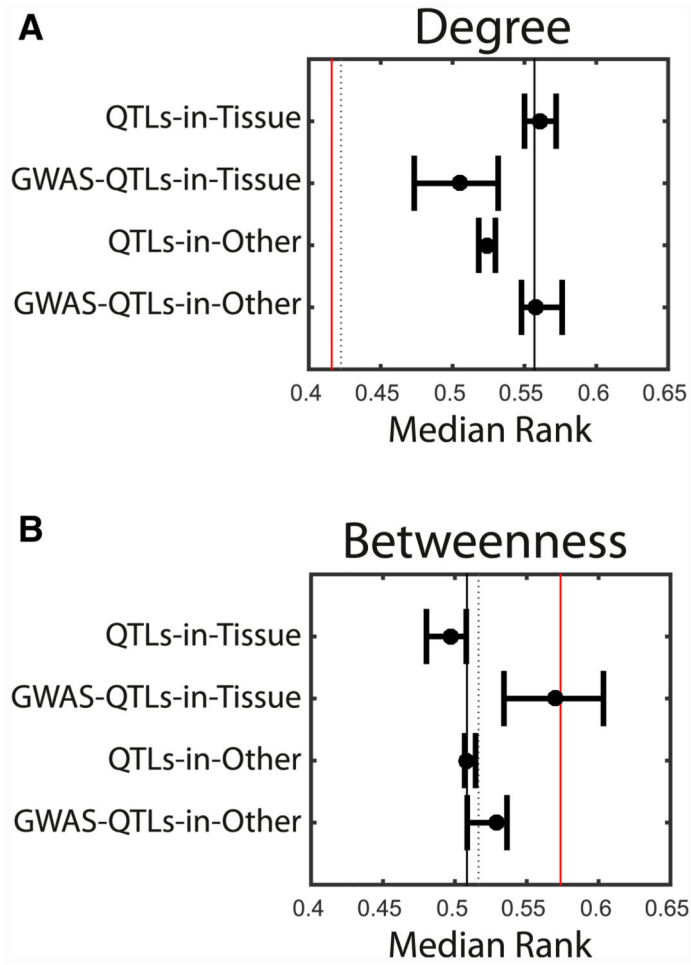 A
Degree
QTLs-in-Tissue
GWAS-QTLs-in-Tissue
QTLs-in-Other
GWAS-QTLs-in-Other
0.4 0.45 0.5 0.55 0.6 0.65
Median Rank
B
Betweenness
QTLs-in-Tissue
GWAS-QTLs-in-Tissue
QTLs-in-Other
GWAS-QTLs-in-Other
0.4 0.45 0.5 0.55 0.6 0.65
Median Rank